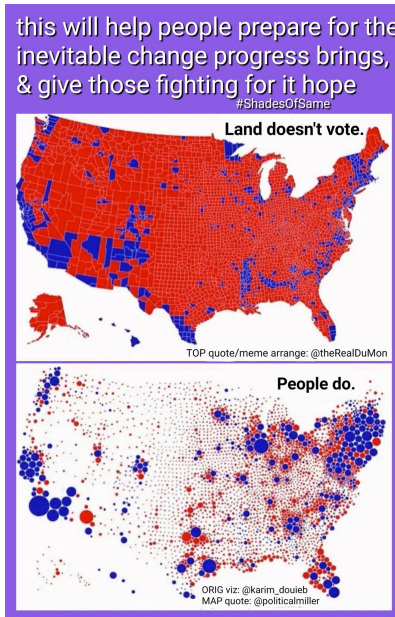 this will help people prepare for the
inevitable change progress brings,
& give those fighting for it hope
#ShadesOfSame
Land doesn't vote.
TOP quote/meme arrange: @theRealDuMon
People do.
ORIG viz: @karim_douieb
MAP quote: @politicalmiller